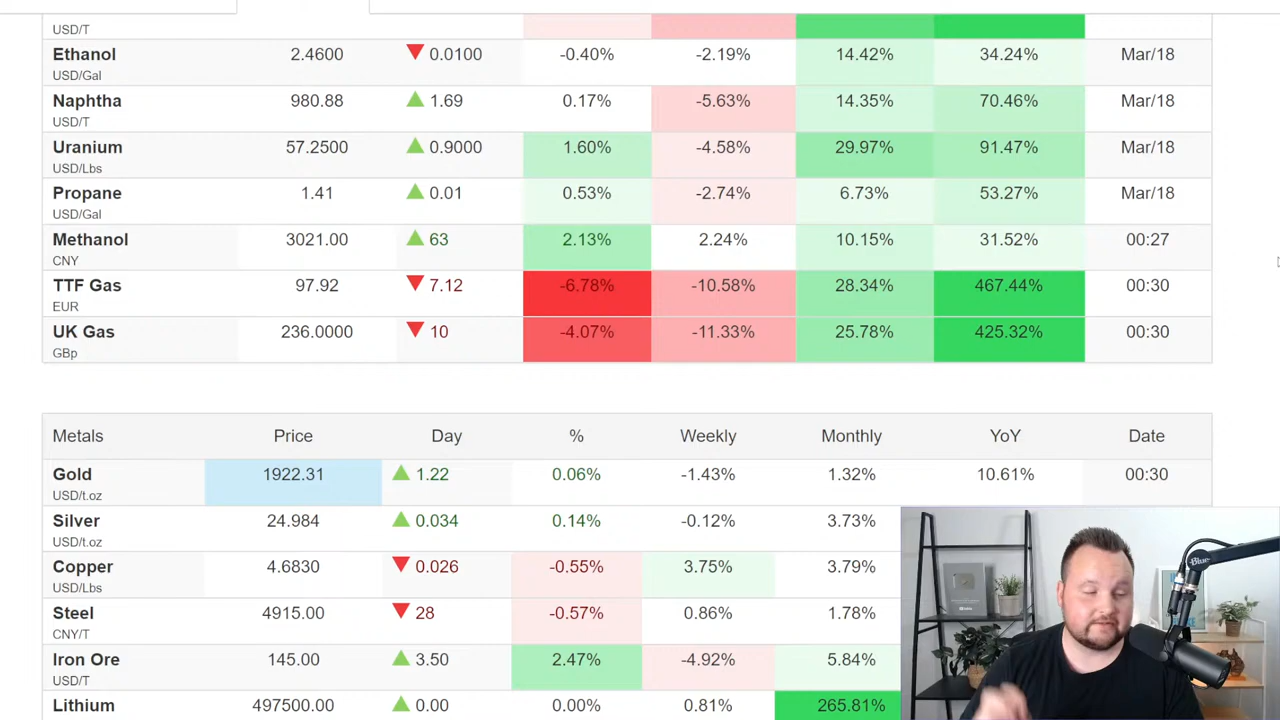 USD/T
Ethanol 2.4600 0.0100 -0.40% -2.19% 14.42% 34.24% Mar/18
USD/Gal
Naphtha 980.88 1.69 0.17% -5.63% 14.35% 70.46% Mar/18
USD/T
Uranium 57.2500 0.9000 1.60% -4.58% 29.97% 91.47% Mar/18
USD/Lbs
Propane 1.41 0.01 0.53% -2.74% 6.73% 53.27% Mar/18
USD/Gal
Methanol 3021.00 63 2.13% 2.24% 10.15% 31.52% 00:27
CNY
TTF Gas 97.92 7.12 -6.78% -10.58% 28.34% 467.44% 00:30
EUR
UK Gas 236.0000 10 -4.07% -11.33% 25.78% 425.32% 00:30
GBp
Metals Price Day % Weekly Monthly YoY Date
Gold 1922.31 1.22 0.06% -1.43% 1.32% 10.61% 00:30
USD/t.oz
Silver 24.984 0.034 0.14% -0.12% 3.73%
USD/t.oz
Copper 4.6830 0.026 -0.55% 3.75% 3.79%
USD/Lbs
Steel 4915.00 28 -0.57% 0.86% 1.78%
CNY/T
Iron Ore 145.00 3.50 2.47% -4.92% 5.84%
USD/T
Lithium 497500.00 0.00 0.00% 0.81% 265.81%
Blue